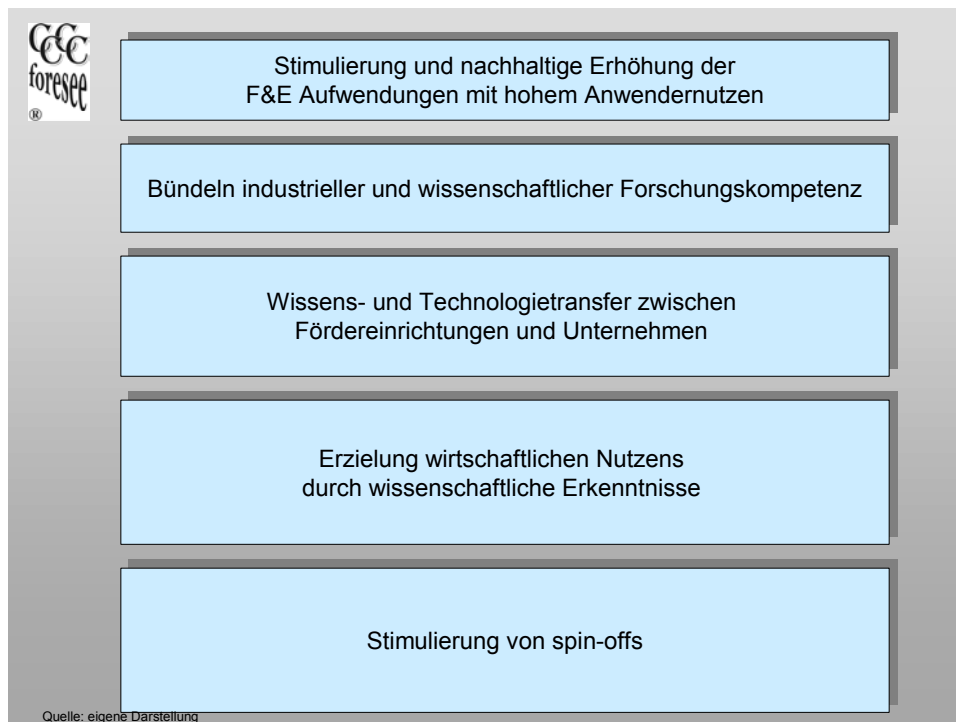 CCCC
foresee
®
Stimulierung und nachhaltige Erhöhung der
F&E Aufwendungen mit hohem Anwendernutzen
Bündeln industrieller und wissenschaftlicher Forschungskompetenz
Wissens- und Technologietransfer zwischen
Fördereinrichtungen und Unternehmen
Erzielung wirtschaftlichen Nutzens
durch wissenschaftliche Erkenntnisse
Stimulierung von spin-offs
Quelle: eigene Darstellung